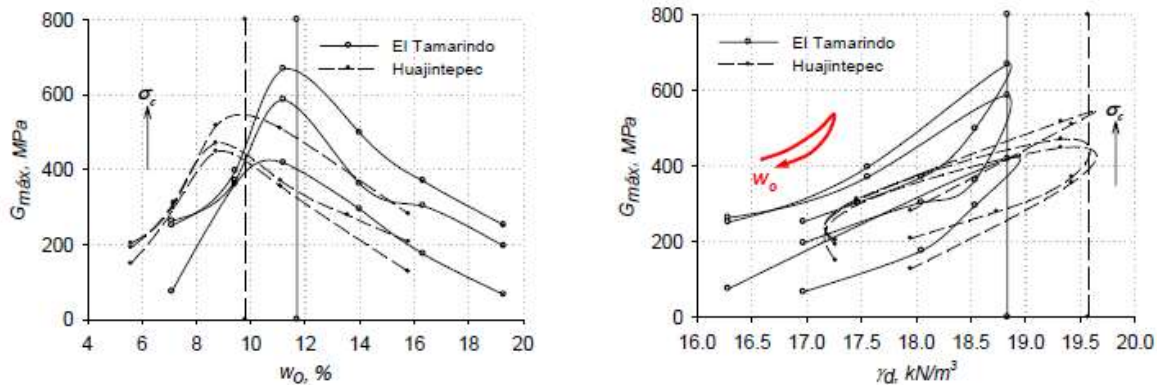 800
600
400
200
0
Gmáx, MPa
σc
El Tamarindo
Huajintepec
4 6 8 10 12 14 16 18 20
wo, %
800
600
400
200
0
Gmáx, MPa
El Tamarindo
Huajintepec
wo
σc
16.0 16.5 17.0 17.5 18.0 18.5 19.0 19.5 20.0
γd, kN/m³